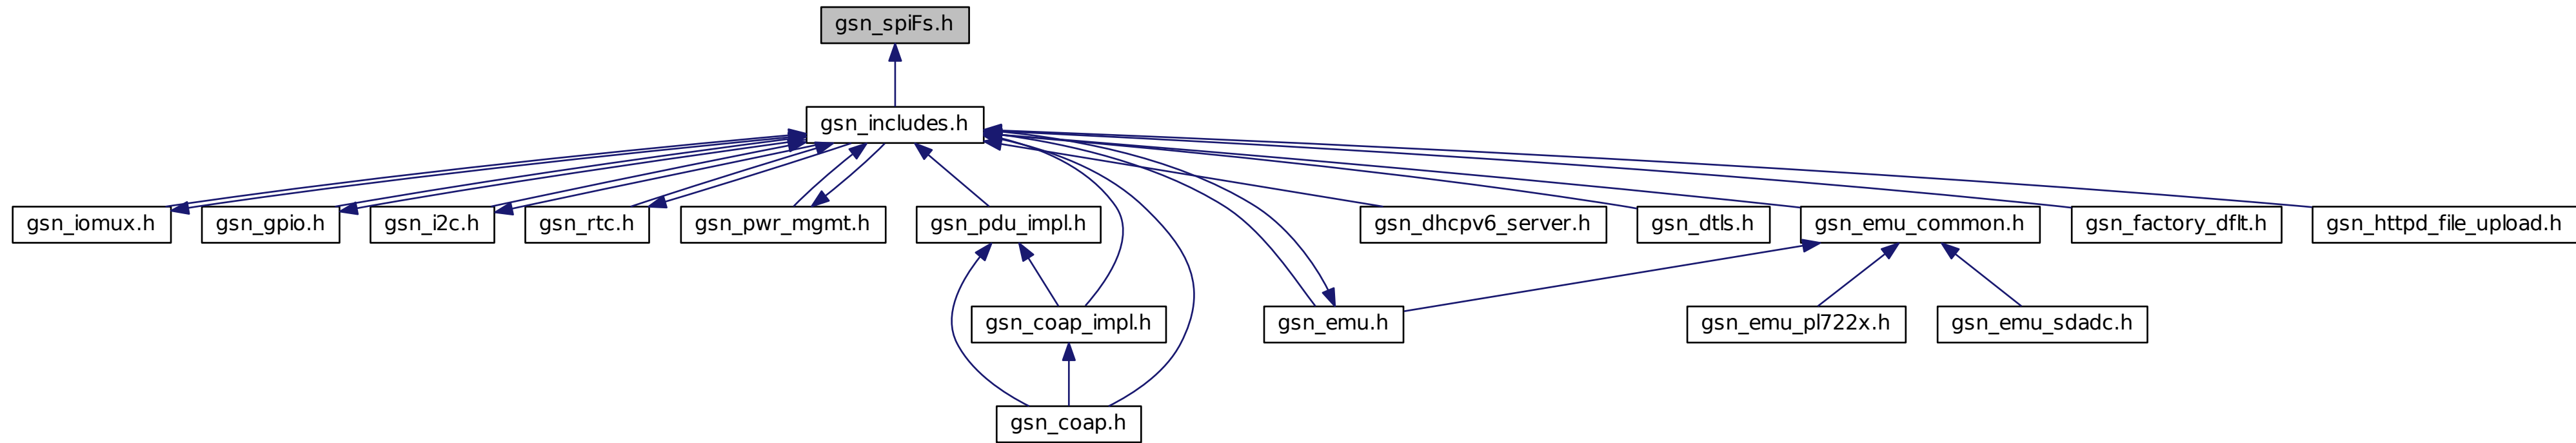 gsn_spiFs.h
gsn_includes.h
gsn_iomux.h
gsn_gpio.h
gsn_i2c.h
gsn_rtc.h
gsn_pwr_mgmt.h
gsn_pdu_impl.h
gsn_dhcpv6_server.h
gsn_dtls.h
gsn_emu_common.h
gsn_factory_dflt.h
gsn_httpd_file_upload.h
gsn_coap_impl.h
gsn_emu.h
gsn_emu_pl722x.h
gsn_emu_sdadc.h
gsn_coap.h